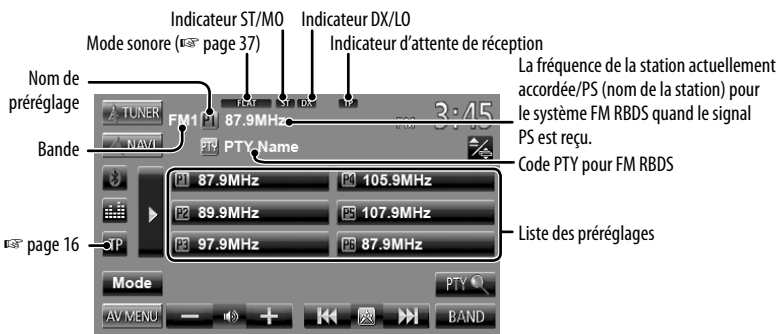 Indicateur ST/MO
Indicateur DX/LO
Mode sonore (☞ page 37)
Indicateur d'attente de réception
Nom de
préréglage
La fréquence de la station actuellement
accordée/PS (nom de la station) pour
le système FM RBDS quand le signal
PS est reçu.
Bande
Code PTY pour FM RBDS
Liste des préréglages
☞ page 16
TUNER
FLAT ST DX TP
FM1 P1 87.9MHz
FM 3:45
NAVI
PTY PTY Name
P1 87.9MHz
P4 105.9MHz
P2 89.9MHz
P5 107.9MHz
TP
P3 97.9MHz
P6 87.9MHz
Mode
PTY
AV MENU
BAND